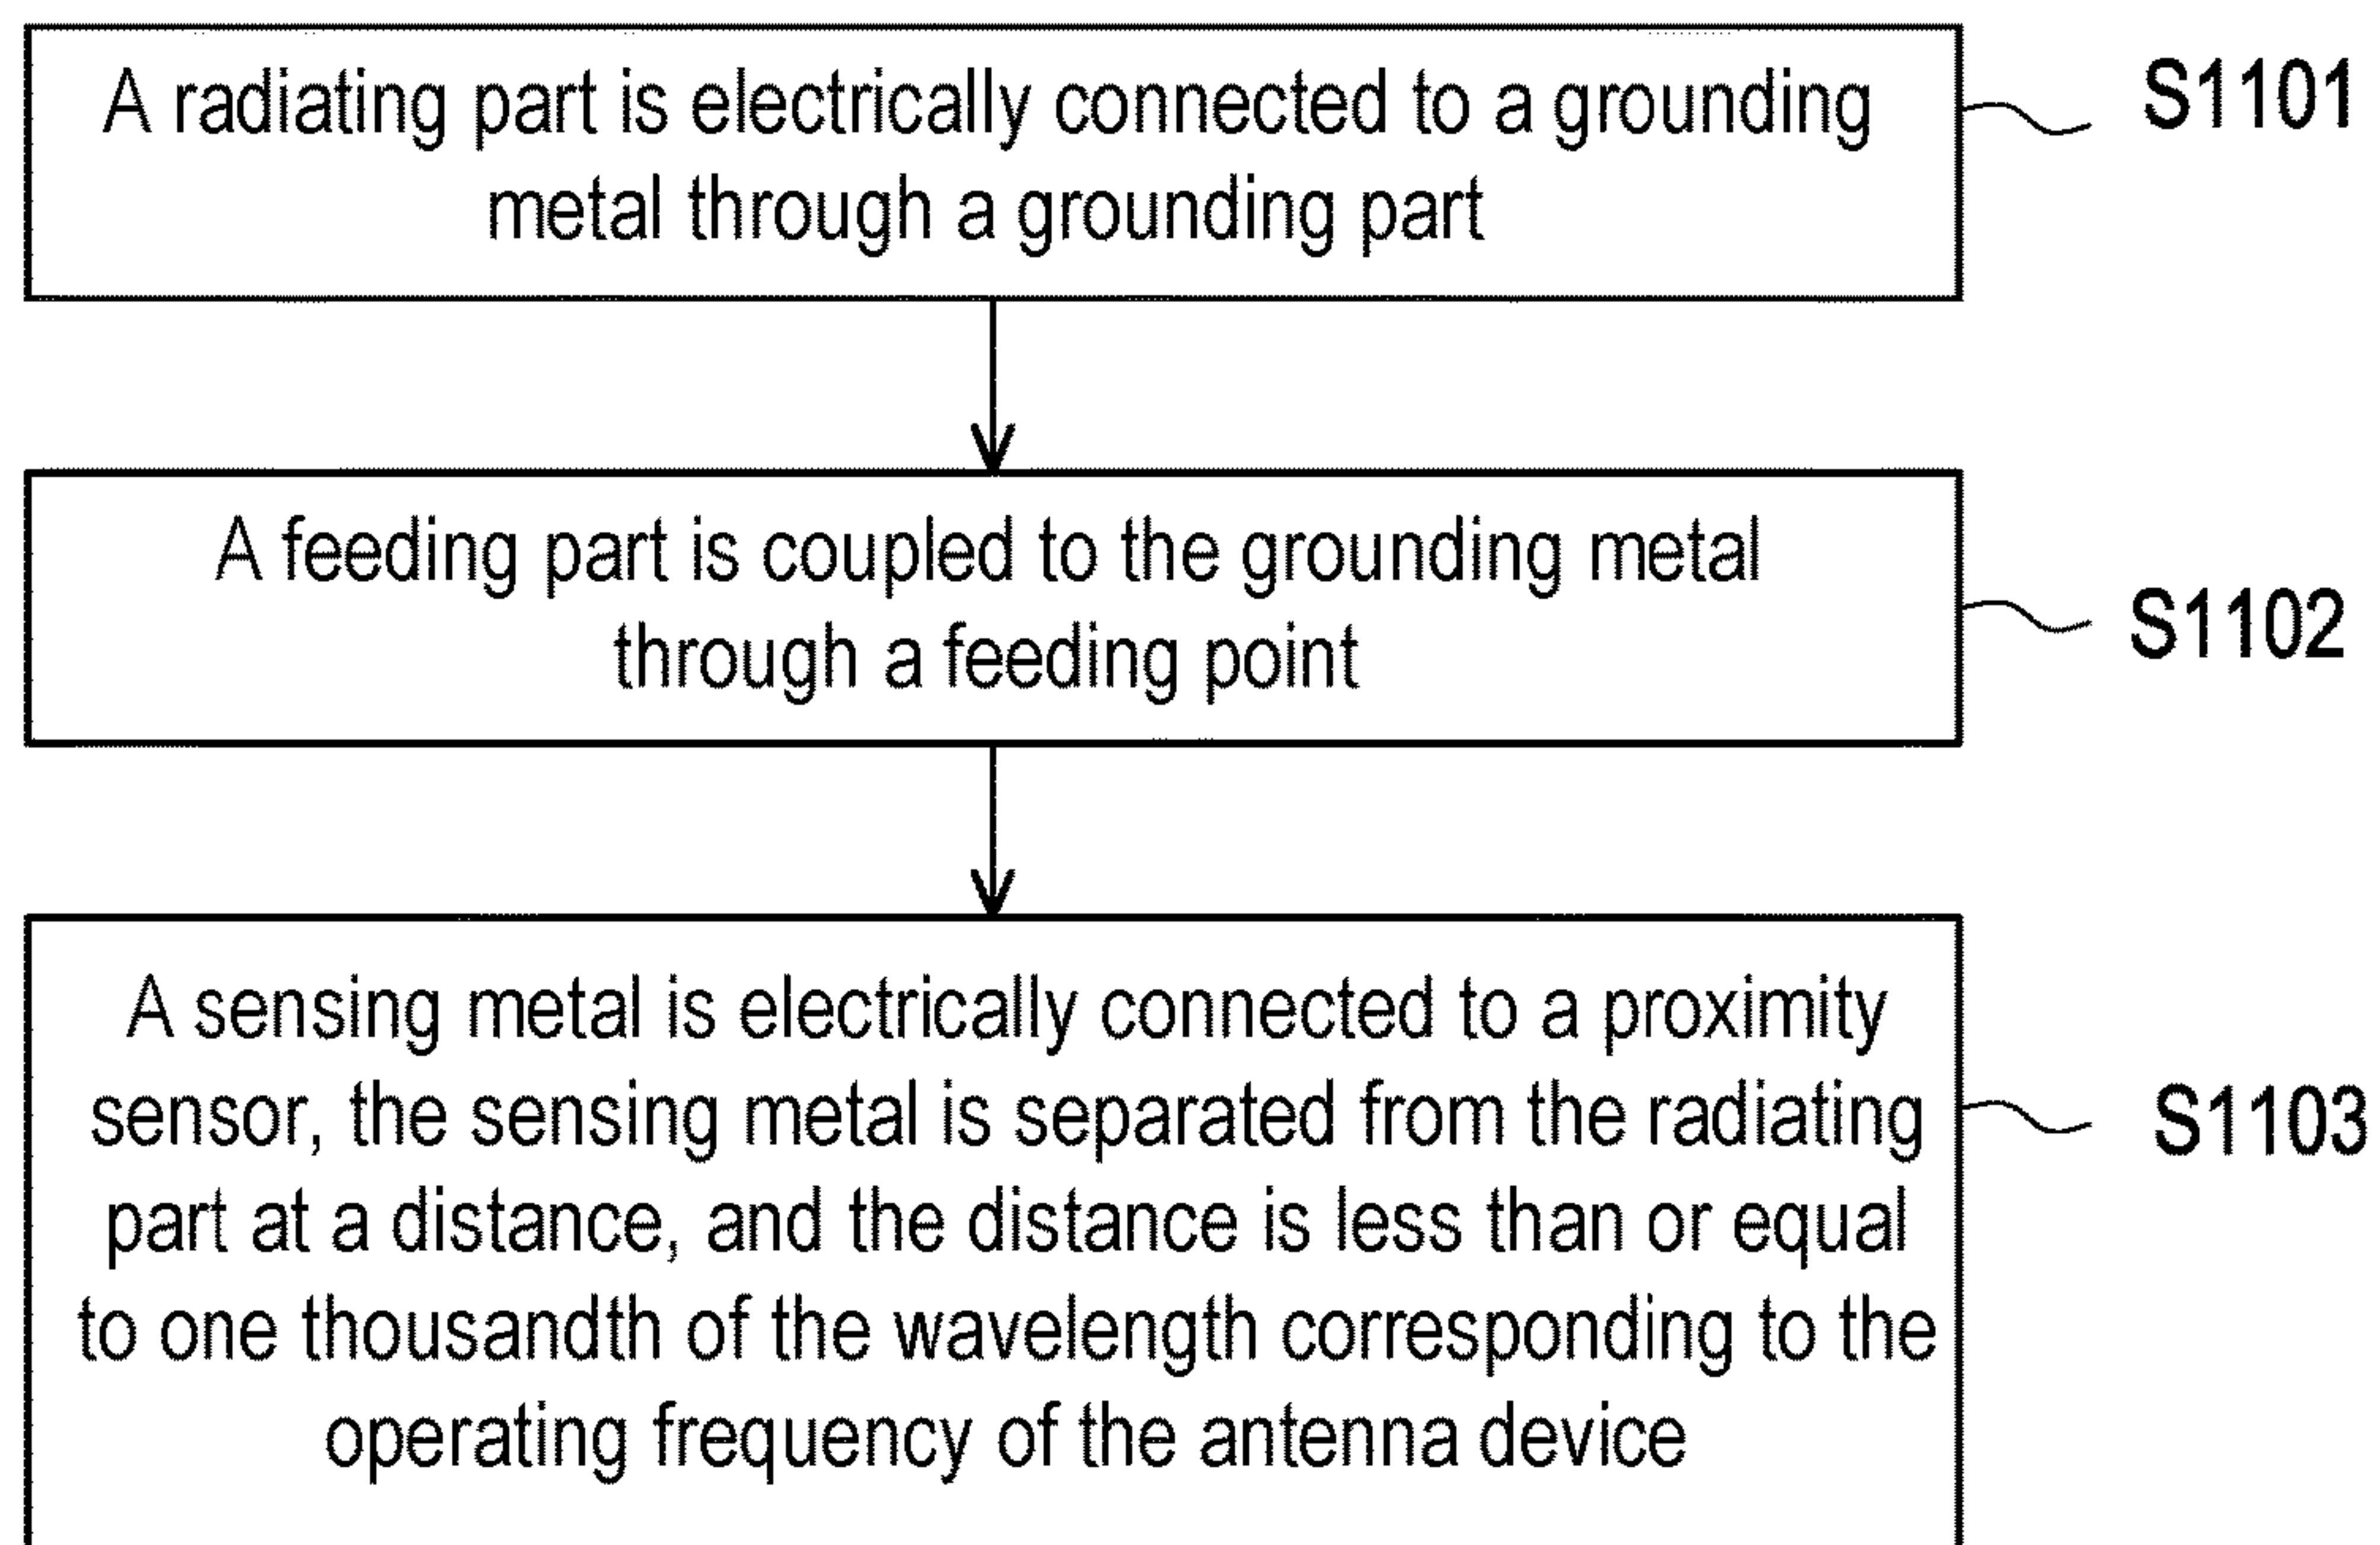 A radiating part is electrically connected to a grounding
metal through a grounding part
S1101
A feeding part is coupled to the grounding metal
through a feeding point
S1102
A sensing metal is electrically connected to a proximity
sensor, the sensing metal is separated from the radiating
part at a distance, and the distance is less than or equal
to one thousandth of the wavelength corresponding to the
operating frequency of the antenna device
S1103